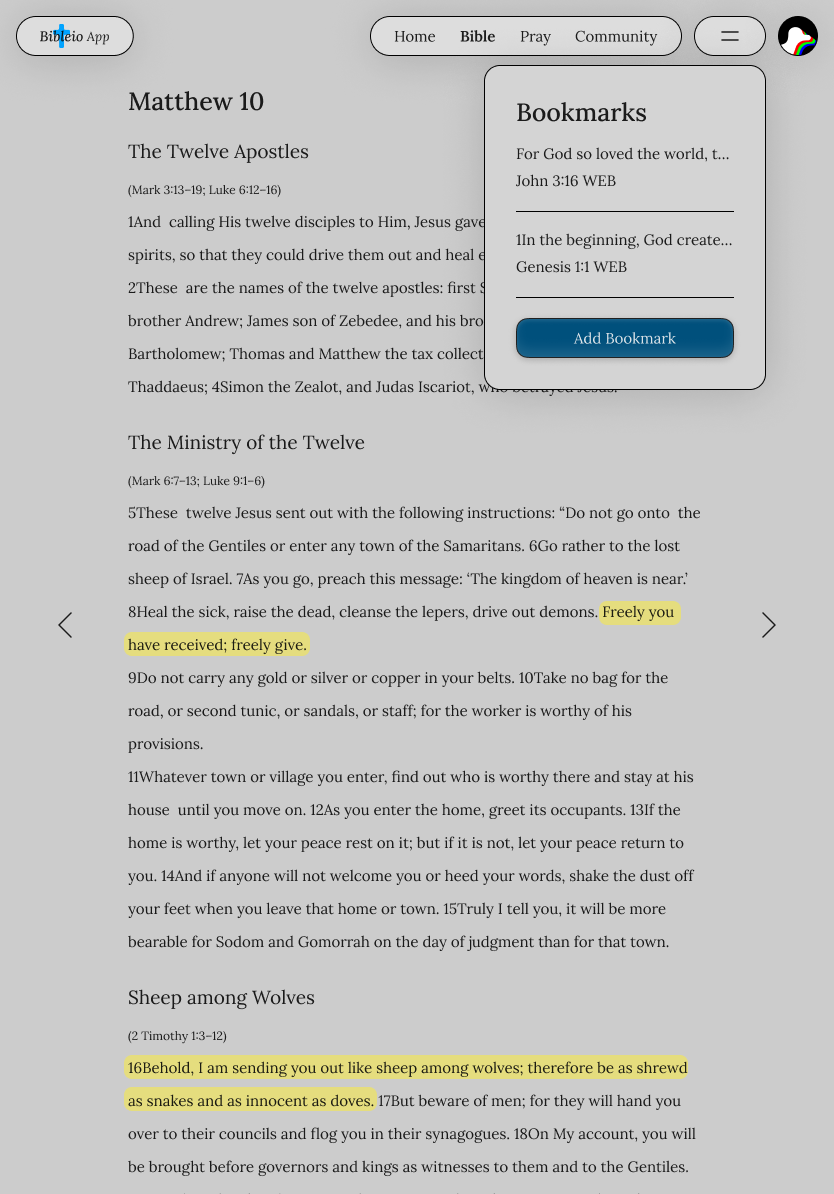 Bibleio App
Home Bible Pray Community
Matthew 10
The Twelve Apostles
(Mark 3:13–19; Luke 6:12–16)
1And calling His twelve disciples to Him, Jesus gave
spirits, so that they could drive them out and heal e
2These are the names of the twelve apostles: first S
brother Andrew; James son of Zebedee, and his bro
Bartholomew; Thomas and Matthew the tax collect
Thaddaeus; 4Simon the Zealot, and Judas Iscariot, who betrayed Jesus.
Bookmarks
For God so loved the world, t...
John 3:16 WEB
1In the beginning, God create...
Genesis 1:1 WEB
Add Bookmark
The Ministry of the Twelve
(Mark 6:7–13; Luke 9:1–6)
5These twelve Jesus sent out with the following instructions: “Do not go onto the
road of the Gentiles or enter any town of the Samaritans. 6Go rather to the lost
sheep of Israel. 7As you go, preach this message: ‘The kingdom of heaven is near.’
8Heal the sick, raise the dead, cleanse the lepers, drive out demons. Freely you
have received; freely give.
9Do not carry any gold or silver or copper in your belts. 10Take no bag for the
road, or second tunic, or sandals, or staff; for the worker is worthy of his
provisions.
11Whatever town or village you enter, find out who is worthy there and stay at his
house until you move on. 12As you enter the home, greet its occupants. 13If the
home is worthy, let your peace rest on it; but if it is not, let your peace return to
you. 14And if anyone will not welcome you or heed your words, shake the dust off
your feet when you leave that home or town. 15Truly I tell you, it will be more
bearable for Sodom and Gomorrah on the day of judgment than for that town.
Sheep among Wolves
(2 Timothy 1:3–12)
16Behold, I am sending you out like sheep among wolves; therefore be as shrewd
as snakes and as innocent as doves. 17But beware of men; for they will hand you
over to their councils and flog you in their synagogues. 18On My account, you will
be brought before governors and kings as witnesses to them and to the Gentiles.